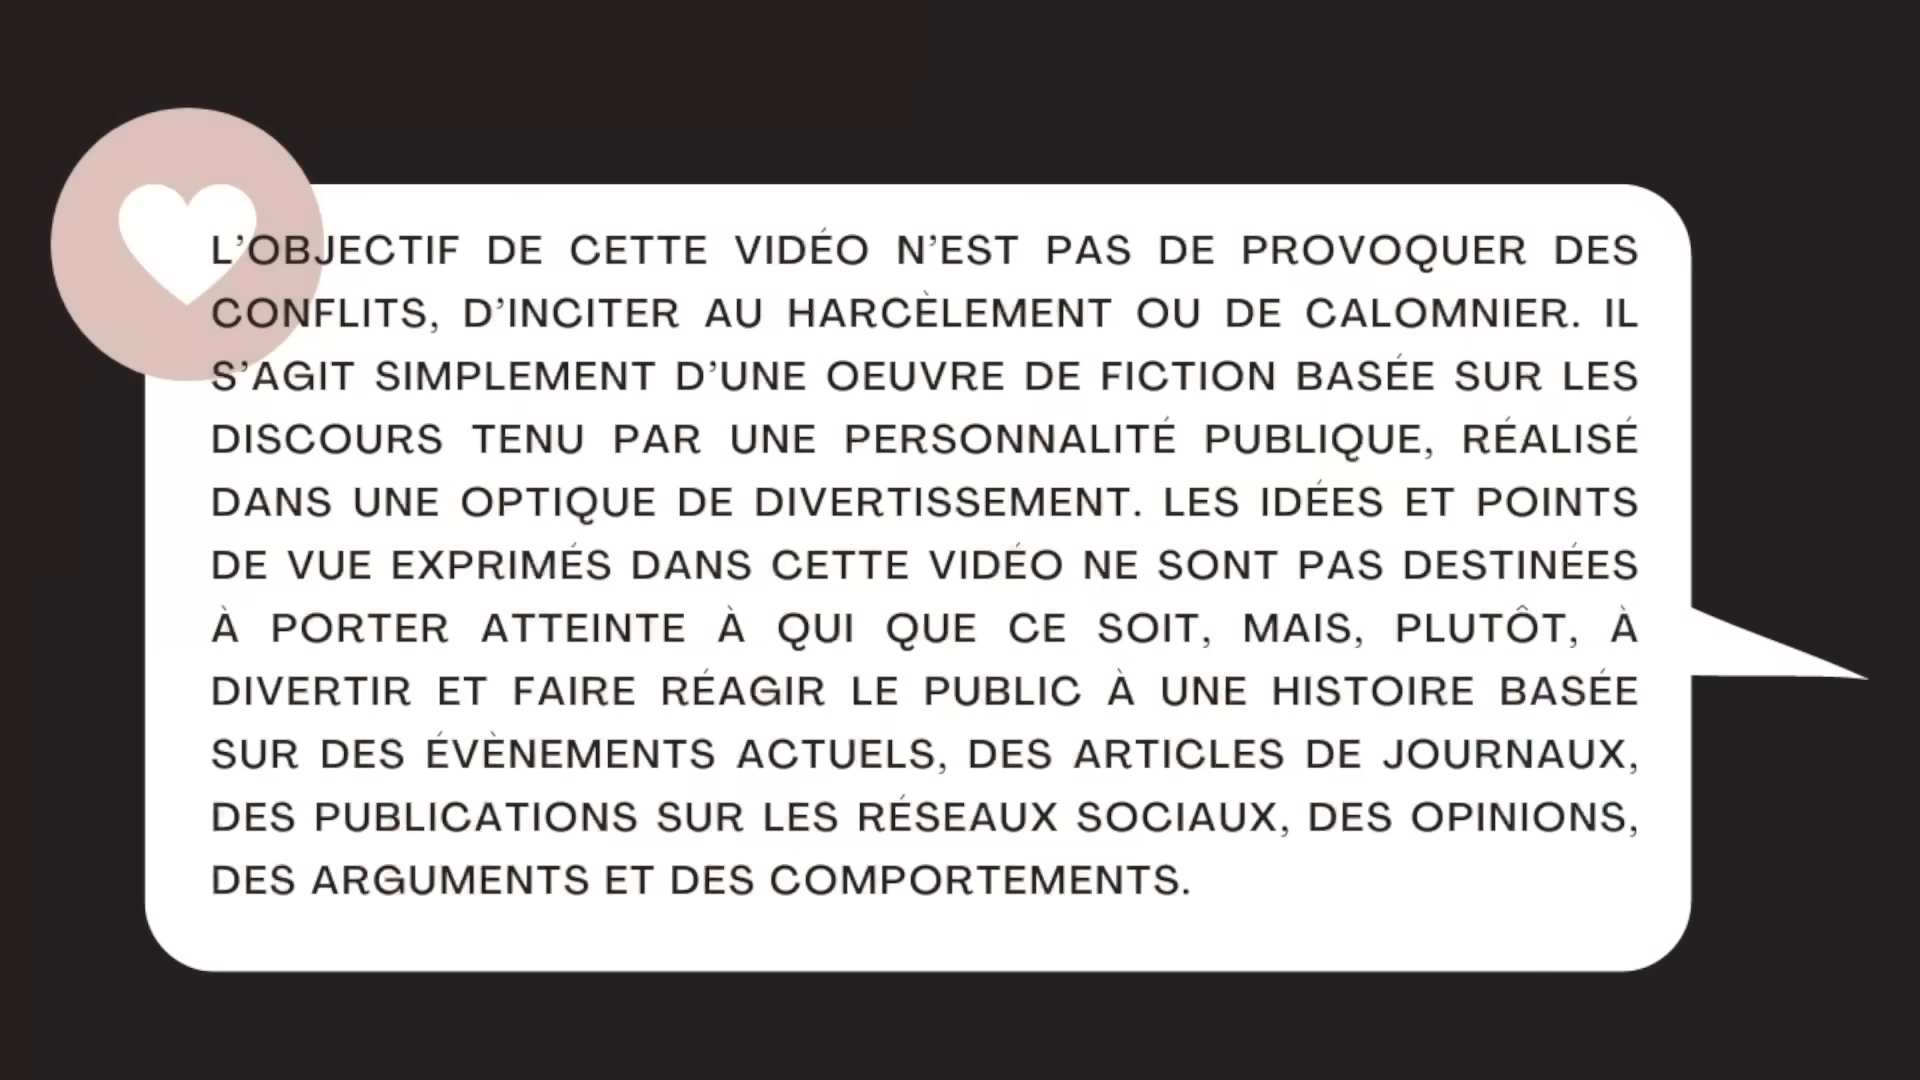 L’OBJECTIF DE CETTE VIDÉO N’EST PAS DE PROVOQUER DES
CONFLITS, D’INCITER AU HARCÈLEMENT OU DE CALOMNIER. IL
S’AGIT SIMPLEMENT D’UNE OEUVRE DE FICTION BASÉE SUR LES
DISCOURS TENU PAR UNE PERSONNALITÉ PUBLIQUE, RÉALISÉ
DANS UNE OPTIQUE DE DIVERTISSEMENT. LES IDÉES ET POINTS
DE VUE EXPRIMÉS DANS CETTE VIDÉO NE SONT PAS DESTINÉES
À PORTER ATTEINTE À QUI QUE CE SOIT, MAIS, PLUTÔT, À
DIVERTIR ET FAIRE RÉAGIR LE PUBLIC À UNE HISTOIRE BASÉE
SUR DES ÉVÈNEMENTS ACTUELS, DES ARTICLES DE JOURNAUX,
DES PUBLICATIONS SUR LES RÉSEAUX SOCIAUX, DES OPINIONS,
DES ARGUMENTS ET DES COMPORTEMENTS.